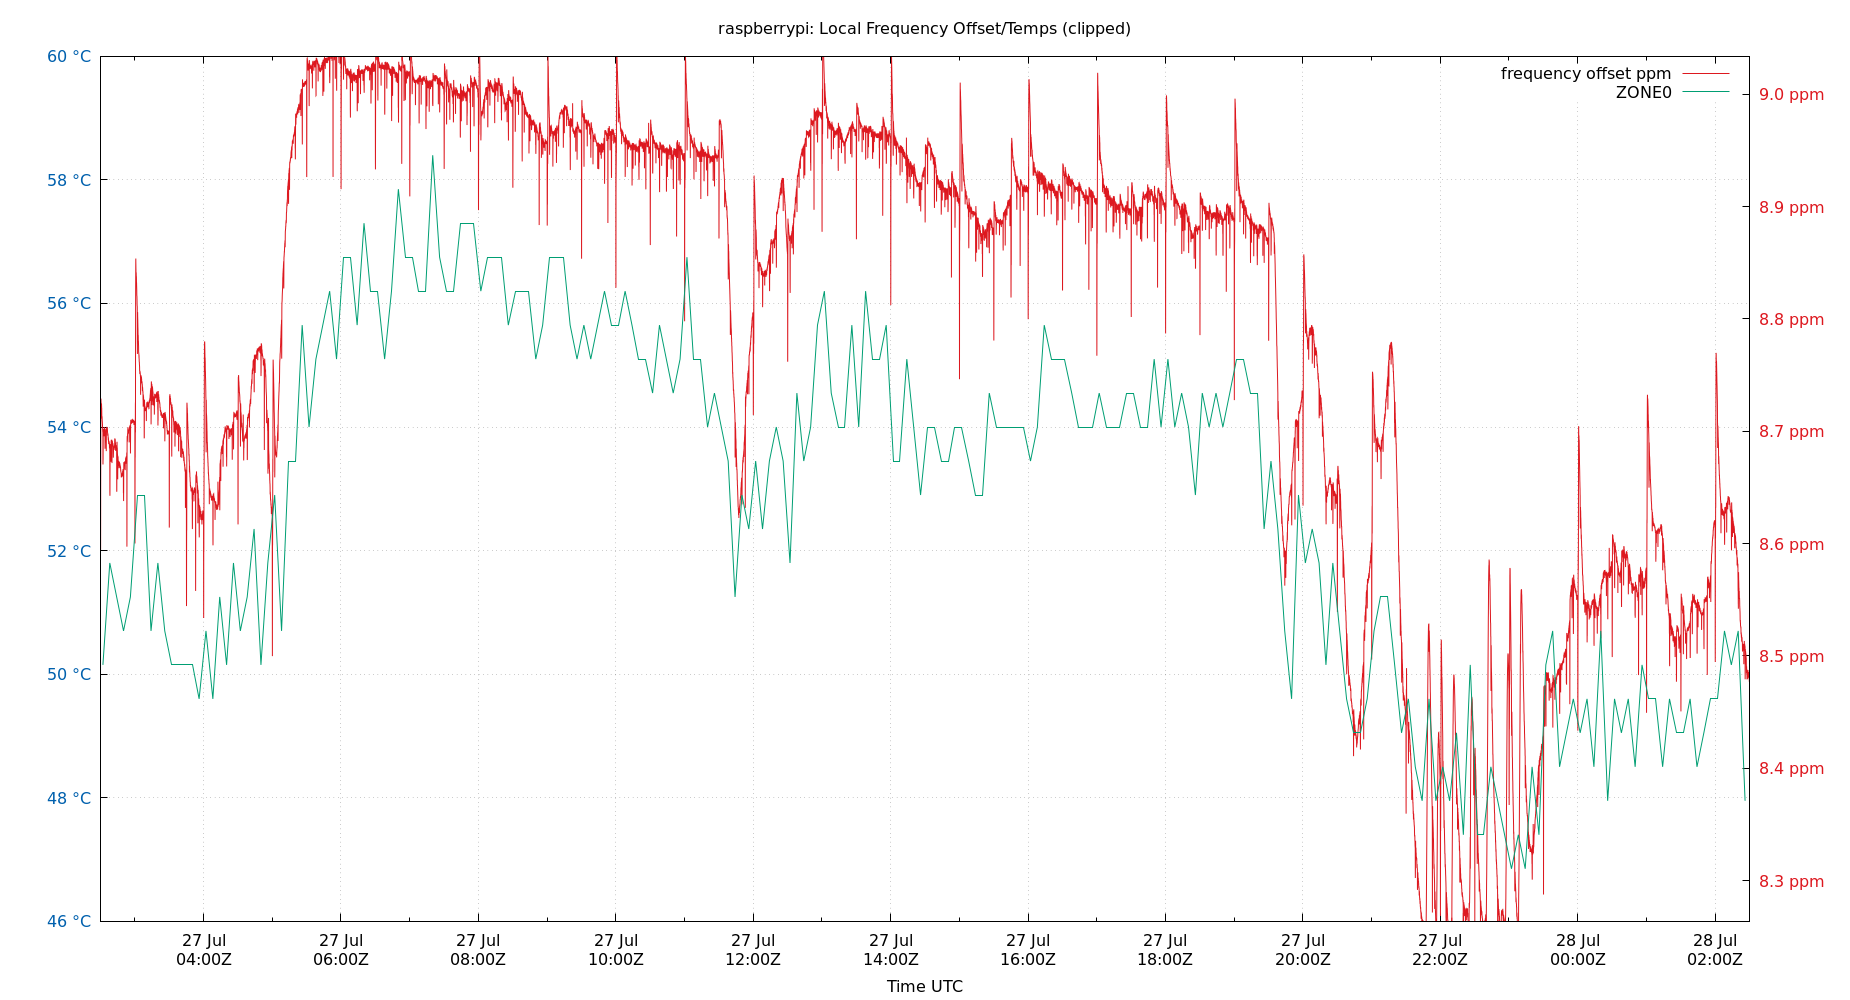 raspberrypi: Local Frequency Offset/Temps (clipped)
frequency offset ppm
ZONE0
60 °C
58 °C
56 °C
54 °C
52 °C
50 °C
48 °C
46 °C
9.0 ppm
8.9 ppm
8.8 ppm
8.7 ppm
8.6 ppm
8.5 ppm
8.4 ppm
8.3 ppm
27 Jul 27 Jul 27 Jul 27 Jul 27 Jul 27 Jul 27 Jul 27 Jul 27 Jul 27 Jul 28 Jul 28 Jul
04:00Z 06:00Z 08:00Z 10:00Z 12:00Z 14:00Z 16:00Z 18:00Z 20:00Z 22:00Z 00:00Z 02:00Z
Time UTC